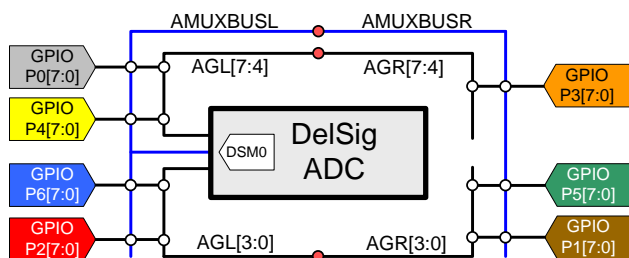 AMUXBUSL AMUXBUSR
GPIO
P0[7:0]
AGL[7:4] AGR[7:4]
GPIO
P3[7:0]
GPIO
P4[7:0]
DSM0
DelSig
ADC
GPIO
P6[7:0]
GPIO
P5[7:0]
GPIO
P2[7:0]
AGL[3:0] AGR[3:0]
GPIO
P1[7:0]